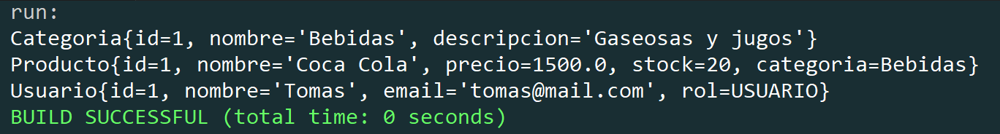 run:
Categoria{id=1, nombre='Bebidas', descripcion='Gaseosas y jugos'}
Producto{id=1, nombre='Coca Cola', precio=1500.0, stock=20, categoria=Bebidas}
Usuario{id=1, nombre='Tomas', email='tomas@mail.com', rol=USUARIO}
BUILD SUCCESSFUL (total time: 0 seconds)